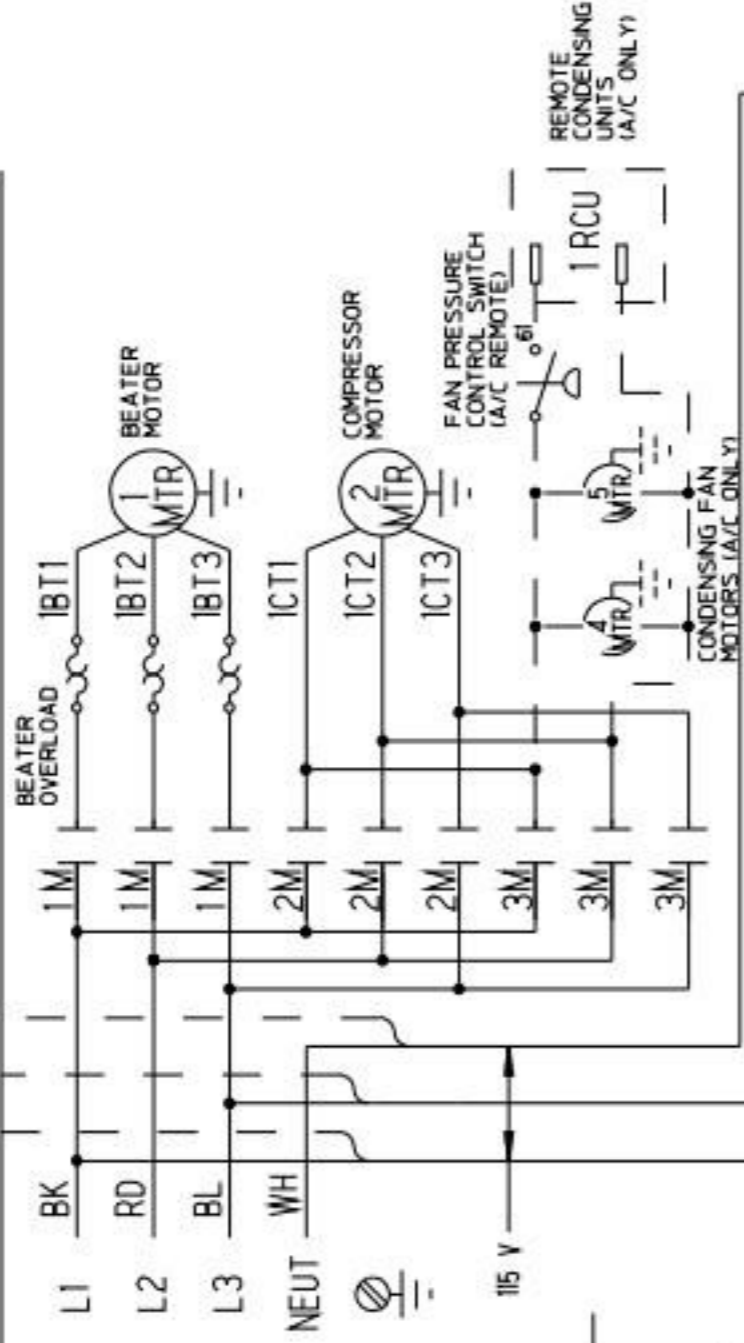 L1
BK
L2
RD
L3
BL
NEUT
WH
115 V
1M
1M
1M
2M
2M
2M
3M
3M
3M
BEATER
OVERLOAD
1BT1
1BT2
1BT3
1
MTR
BEATER
MOTOR
1CT1
1CT2
1CT3
2
MTR
COMPRESSOR
MOTOR
4
MTR
5
MTR
CONDENSING FAN
MOTORS (A/C ONLY)
FAN PRESSURE
CONTROL SWITCH
(A/C REMOTE)
61
1 RCU
REMOTE
CONDENSING
UNITS
(A/C ONLY)